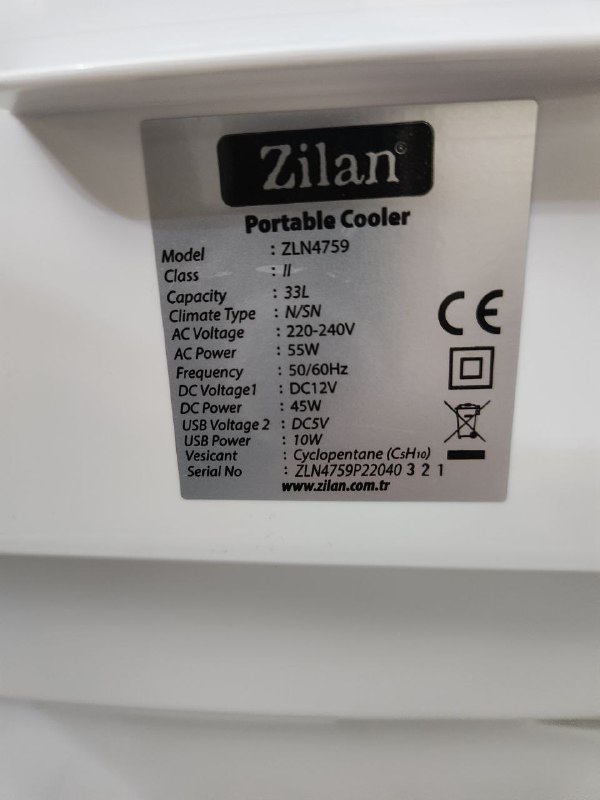 Zilan®
Portable Cooler
Model : ZLN4759
Class : II
Capacity : 33L
Climate Type : N/SN
AC Voltage : 220-240V
AC Power : 55W
Frequency : 50/60Hz
DC Voltage1 : DC12V
DC Power : 45W
USB Voltage 2 : DC5V
USB Power : 10W
Vesicant : Cyclopentane (C5H10)
Serial No : ZLN4759P22040 3 2 1
www.zilan.com.tr
CE